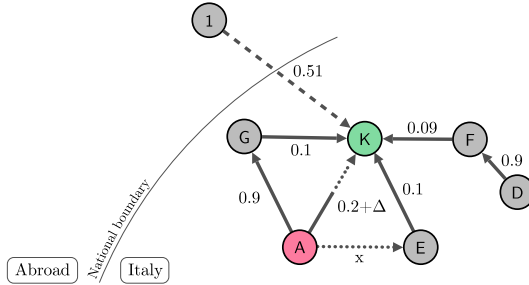 1
0.51
G
K
0.09
F
0.1
0.9
D
0.9
0.2+Δ
0.1
A
x
E
National boundary
Abroad
Italy